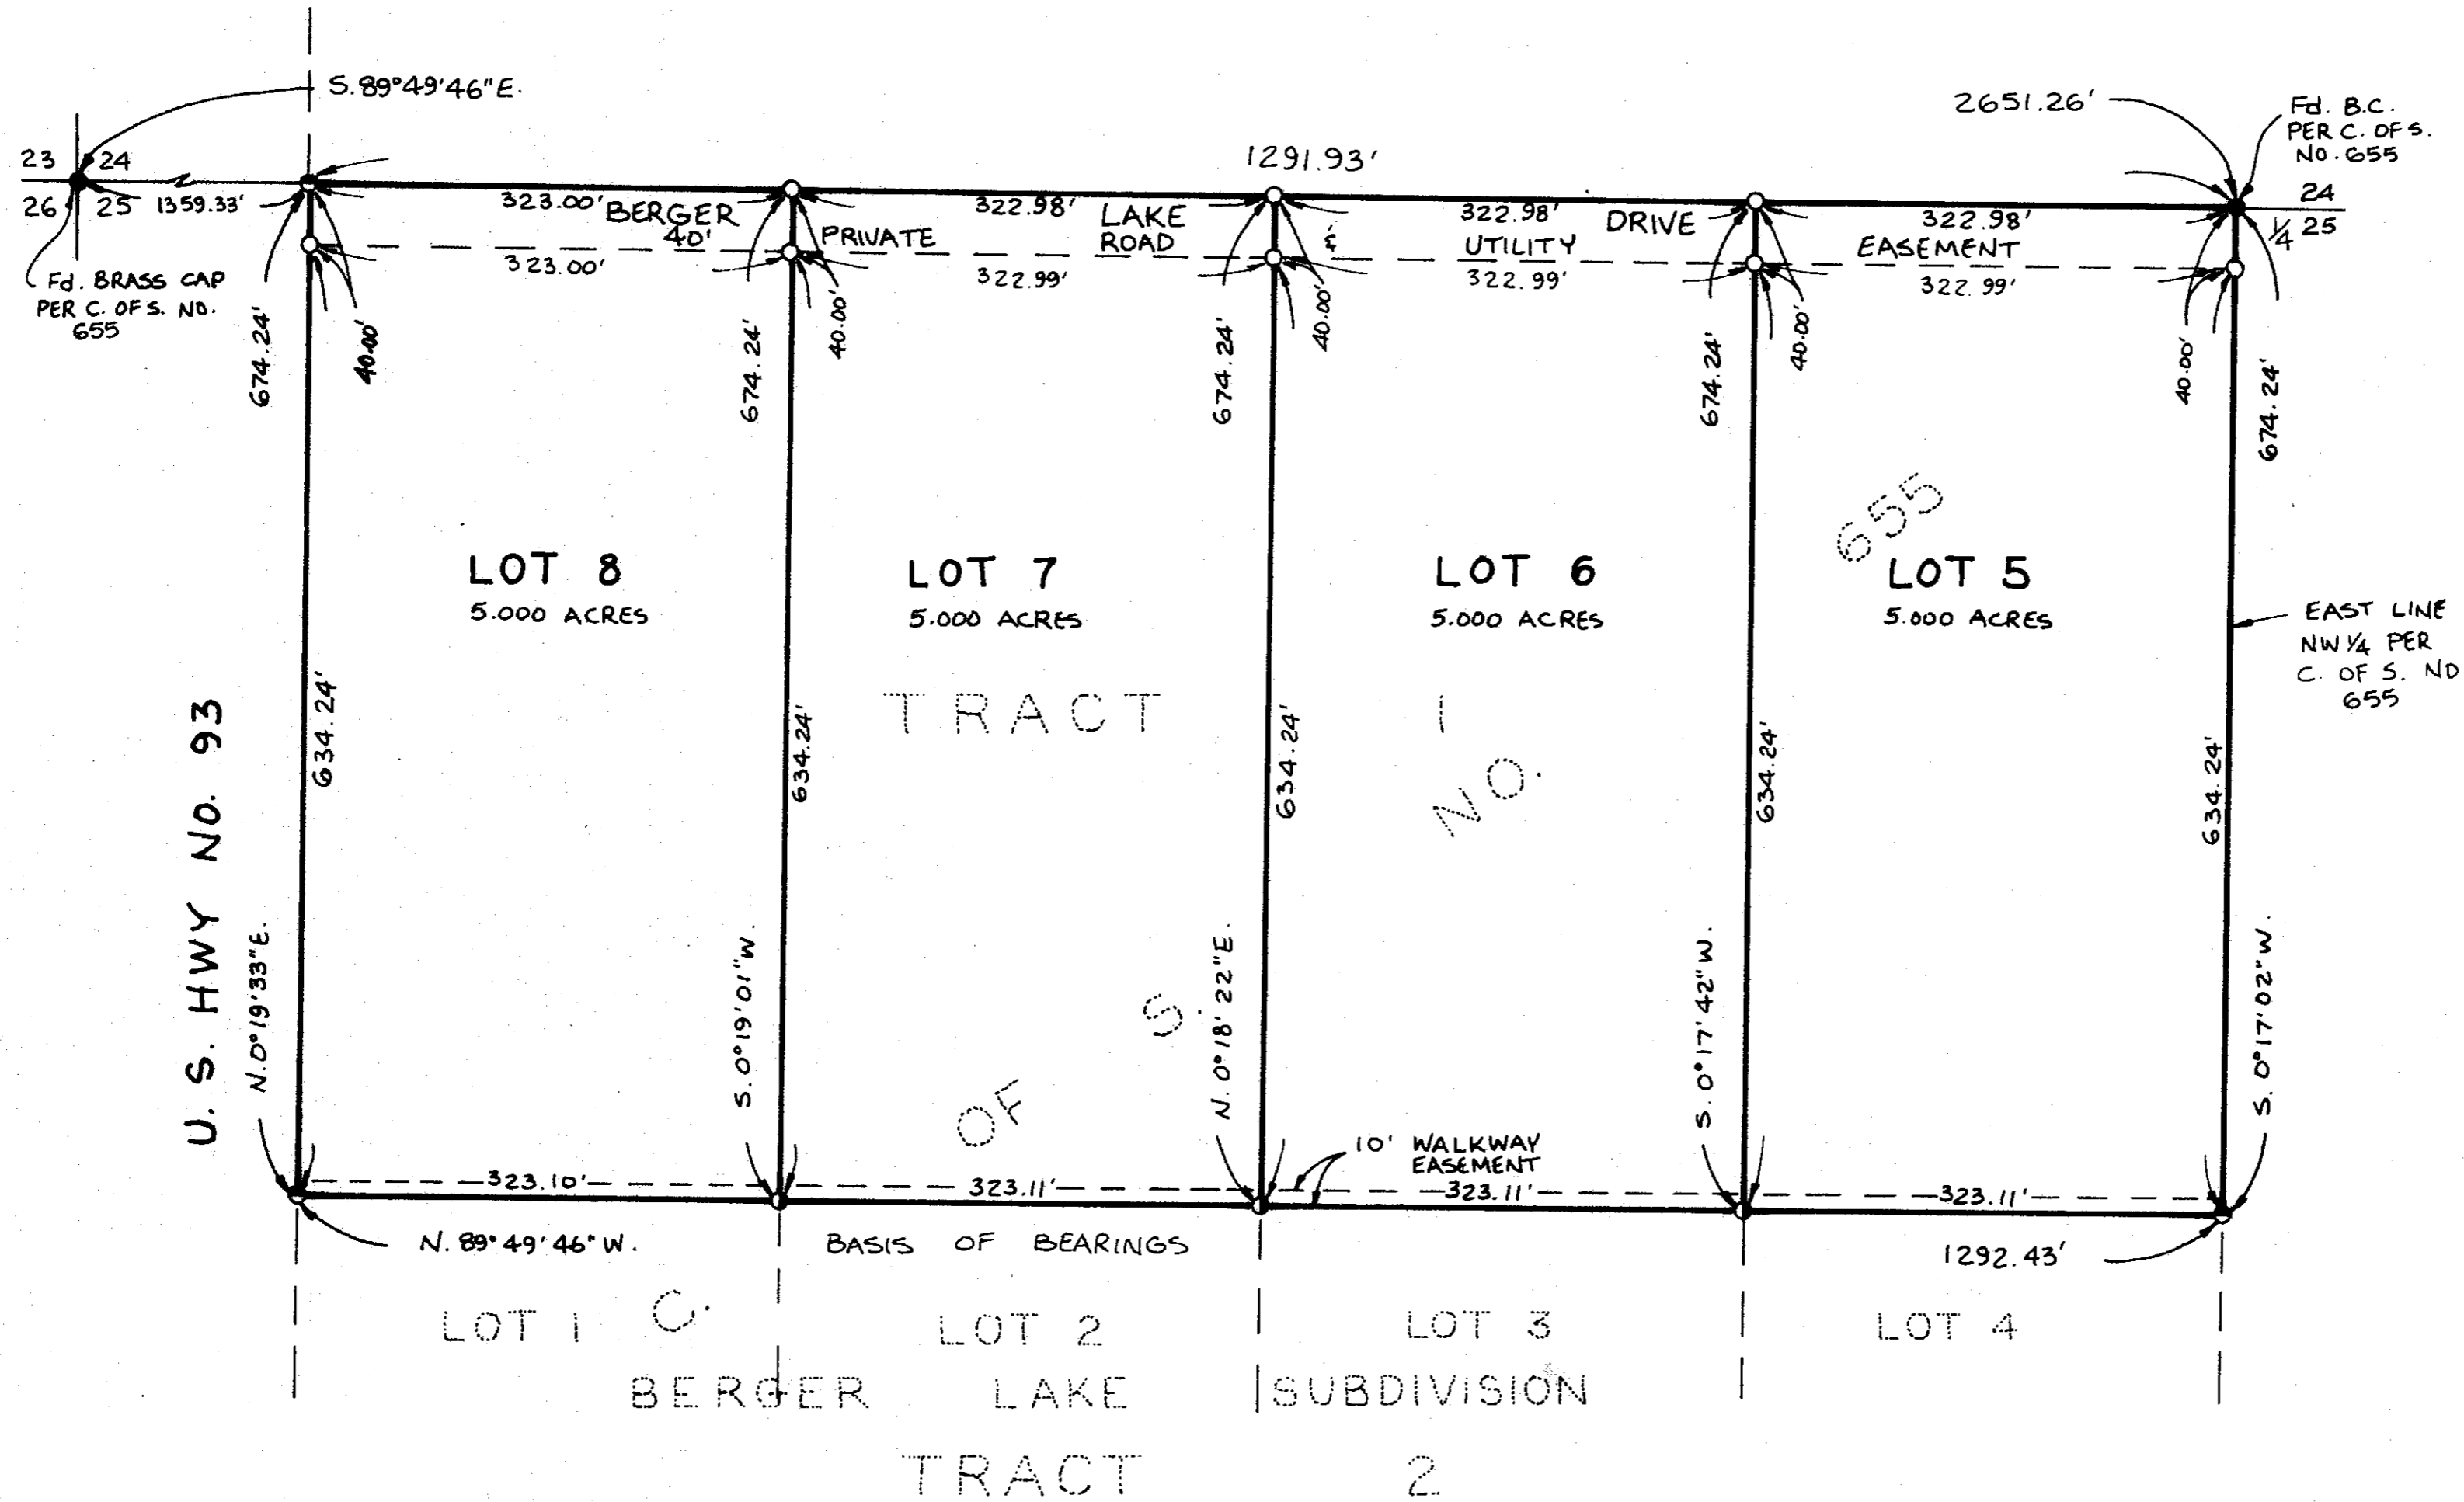 S.89°49'46"E.
2651.26'
Fd. B.C.
PER C. OF S.
NO. 655
1291.93'
23 24
26 25 1359.33'
24
1/4 25
323.00' 322.98' 322.98' 322.98'
BERGER LAKE DRIVE
40' PRIVATE ROAD & UTILITY EASEMENT
323.00' 322.99' 322.99' 322.99'
Fd. BRASS CAP
PER C. OF S. NO.
655
674.24' 40.00' 674.24' 40.00' 674.24' 40.00' 674.24' 40.00' 40.00' 674.24'
LOT 8 LOT 7 LOT 6 LOT 5
5.000 ACRES 5.000 ACRES 5.000 ACRES 5.000 ACRES
EAST LINE
NW 1/4 PER
C. OF S. NO
655
TRACT 1
634.24' 634.24' 634.24' 634.24' 634.24'
U.S. HWY NO. 93
N.0°19'33"E. S.0°19'01"W. N.0°18'22"E. S.0°17'42"W. S.0°17'02"W.
C. OF S. NO. 655
10' WALKWAY
EASEMENT
323.10' 323.11' 323.11' 323.11'
N.89°49'46"W. BASIS OF BEARINGS 1292.43'
LOT 1 LOT 2 LOT 3 LOT 4
BERGER LAKE SUBDIVISION
TRACT 2